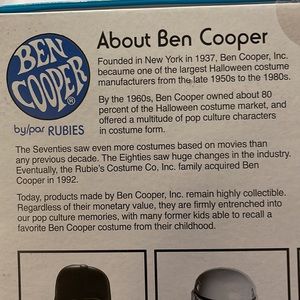 BEN
COOPER
®
by/par RUBIES
About Ben Cooper
Founded in New York in 1937, Ben Cooper, Inc.
becaume one of the largest Halloween costume
manufacturers from the late 1950s to the 1980s.
By the 1960s, Ben Cooper owned about 80
percent of the Halloween costume market, and
offered a multitude of pop culture characters
in costume form.
The Seventies saw even more costumes based on movies than
any previous decade. The Eighties saw huge changes in the industry.
Eventually, the Rubie's Costume Co, Inc. family acquired Ben
Cooper in 1992.
Today, products made by Ben Cooper, Inc. remain highly collectible.
Regardless of their monetary value, they are firmly entrenched into
our pop culture memories, with many former kids able to recall a
favorite Ben Cooper costume from their childhood.